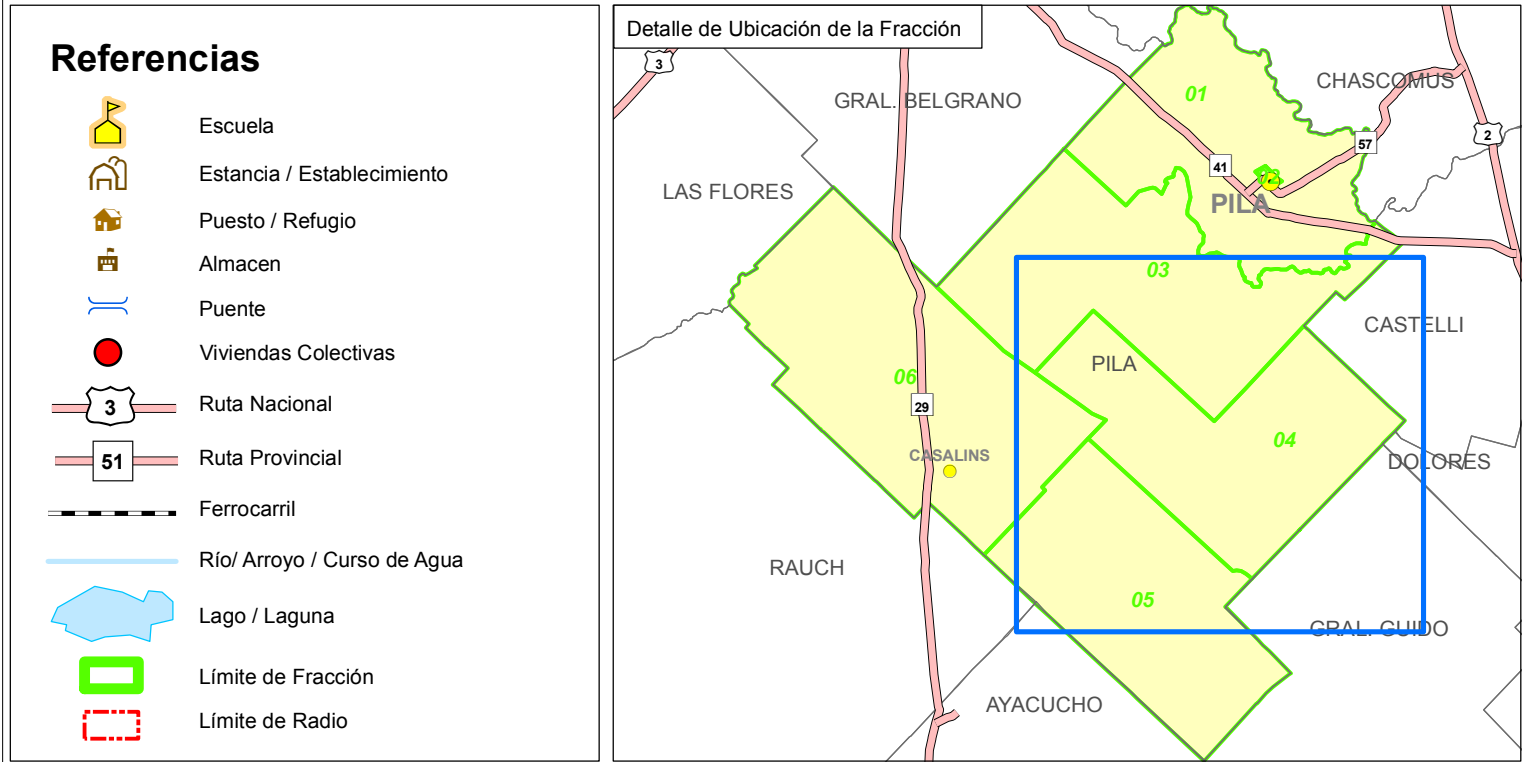 Referencias
Escuela
Estancia / Establecimiento
Puesto / Refugio
Almacen
Puente
Viviendas Colectivas
3
Ruta Nacional
51
Ruta Provincial
Ferrocarril
Río/ Arroyo / Curso de Agua
Lago / Laguna
Límite de Fracción
Límite de Radio
Detalle de Ubicación de la Fracción
3
GRAL. BELGRANO
CHASCOMUS
01
2
57
41
LAS FLORES
PILA
03
CASTELLI
PILA
06
29
04
CASALINS
DOLORES
RAUCH
05
GRAL. GUIDO
AYACUCHO